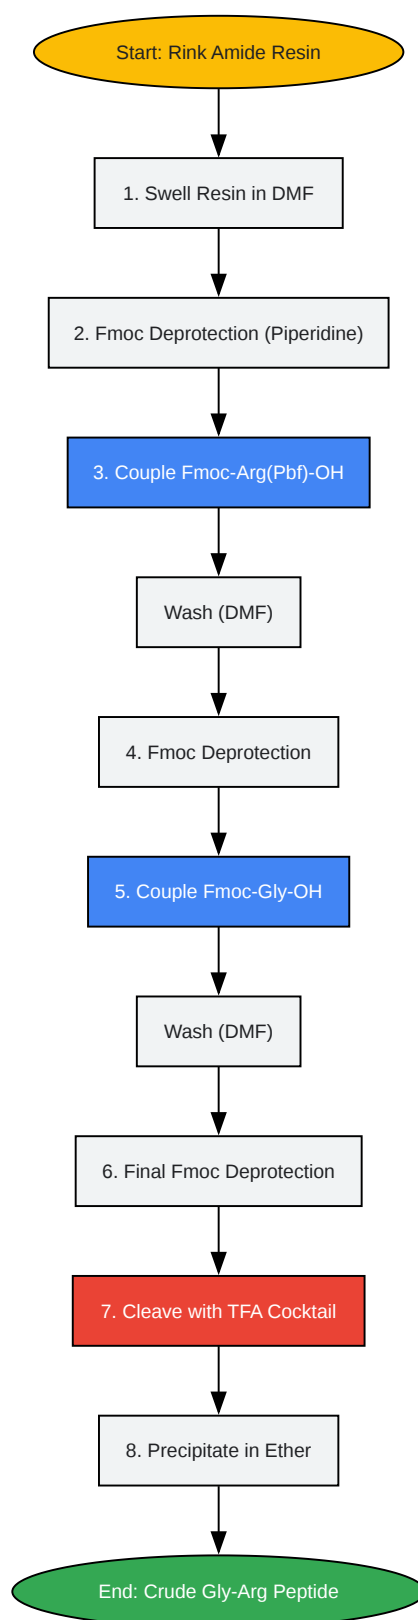 Start: Rink Amide Resin
1. Swell Resin in DMF
2. Fmoc Deprotection (Piperidine)
3. Couple Fmoc-Arg(Pbf)-OH
Wash (DMF)
4. Fmoc Deprotection
5. Couple Fmoc-Gly-OH
Wash (DMF)
6. Final Fmoc Deprotection
7. Cleave with TFA Cocktail
8. Precipitate in Ether
End: Crude Gly-Arg Peptide